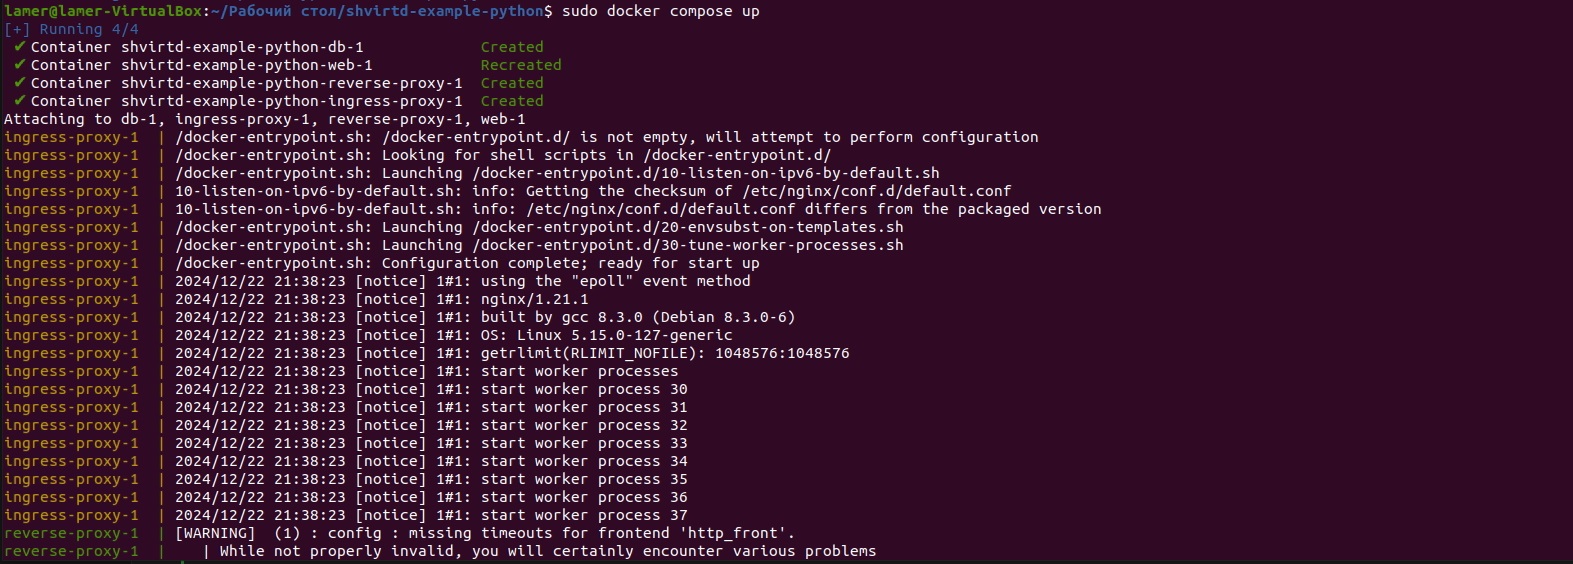 lamer@lamer-VirtualBox:~/Рабочий стол/shvirtd-example-python$ sudo docker compose up
[+] Running 4/4
✔ Container shvirtd-example-python-db-1 Created
✔ Container shvirtd-example-python-web-1 Recreated
✔ Container shvirtd-example-python-reverse-proxy-1 Created
✔ Container shvirtd-example-python-ingress-proxy-1 Created
Attaching to db-1, ingress-proxy-1, reverse-proxy-1, web-1
ingress-proxy-1 | /docker-entrypoint.sh: /docker-entrypoint.d/ is not empty, will attempt to perform configuration
ingress-proxy-1 | /docker-entrypoint.sh: Looking for shell scripts in /docker-entrypoint.d/
ingress-proxy-1 | /docker-entrypoint.sh: Launching /docker-entrypoint.d/10-listen-on-ipv6-by-default.sh
ingress-proxy-1 | 10-listen-on-ipv6-by-default.sh: info: Getting the checksum of /etc/nginx/conf.d/default.conf
ingress-proxy-1 | 10-listen-on-ipv6-by-default.sh: info: /etc/nginx/conf.d/default.conf differs from the packaged version
ingress-proxy-1 | /docker-entrypoint.sh: Launching /docker-entrypoint.d/20-envsubst-on-templates.sh
ingress-proxy-1 | /docker-entrypoint.sh: Launching /docker-entrypoint.d/30-tune-worker-processes.sh
ingress-proxy-1 | /docker-entrypoint.sh: Configuration complete; ready for start up
ingress-proxy-1 | 2024/12/22 21:38:23 [notice] 1#1: using the "epoll" event method
ingress-proxy-1 | 2024/12/22 21:38:23 [notice] 1#1: nginx/1.21.1
ingress-proxy-1 | 2024/12/22 21:38:23 [notice] 1#1: built by gcc 8.3.0 (Debian 8.3.0-6)
ingress-proxy-1 | 2024/12/22 21:38:23 [notice] 1#1: OS: Linux 5.15.0-127-generic
ingress-proxy-1 | 2024/12/22 21:38:23 [notice] 1#1: getrlimit(RLIMIT_NOFILE): 1048576:1048576
ingress-proxy-1 | 2024/12/22 21:38:23 [notice] 1#1: start worker processes
ingress-proxy-1 | 2024/12/22 21:38:23 [notice] 1#1: start worker process 30
ingress-proxy-1 | 2024/12/22 21:38:23 [notice] 1#1: start worker process 31
ingress-proxy-1 | 2024/12/22 21:38:23 [notice] 1#1: start worker process 32
ingress-proxy-1 | 2024/12/22 21:38:23 [notice] 1#1: start worker process 33
ingress-proxy-1 | 2024/12/22 21:38:23 [notice] 1#1: start worker process 34
ingress-proxy-1 | 2024/12/22 21:38:23 [notice] 1#1: start worker process 35
ingress-proxy-1 | 2024/12/22 21:38:23 [notice] 1#1: start worker process 36
ingress-proxy-1 | 2024/12/22 21:38:23 [notice] 1#1: start worker process 37
reverse-proxy-1 | [WARNING]  (1) : config : missing timeouts for frontend 'http_front'.
reverse-proxy-1 |    | While not properly invalid, you will certainly encounter various problems